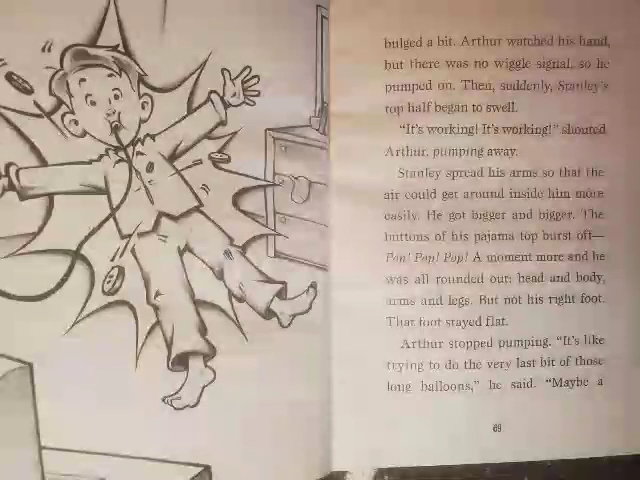 bulged a bit. Arthur watched his hand,
but there was no wiggle signal, so he
pumped on. Then, suddenly, Stanley's
top half began to swell.
"It's working! It's working!" shouted
Arthur, pumping away.
Stanley spread his arms so that the
air could get around inside him more
easily. He got bigger and bigger. The
buttons of his pajama top burst off—
Pop! Pop! Pop! A moment more and he
was all rounded out: head and body,
arms and legs. But not his right foot.
That foot stayed flat.
Arthur stopped pumping. "It's like
trying to do the very last bit of those
long balloons," he said. "Maybe a
69